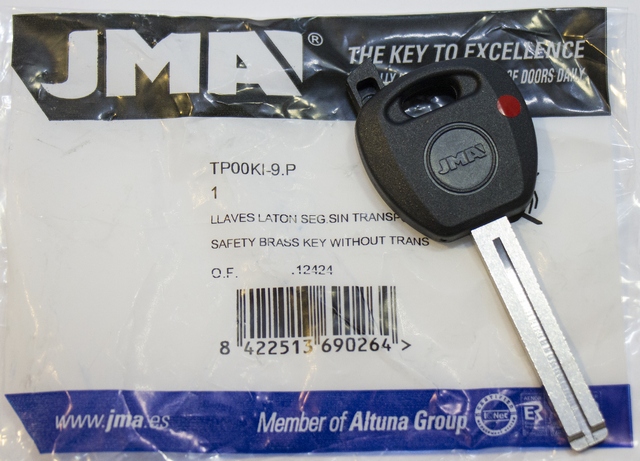 JMA®
THE KEY TO EXCELLENCE
OF DOORS DAILY
JMA
TP00KI-9.P
1
LLAVES LATON SEG.SIN TRANSP
SAFETY BRASS KEY WITHOUT TRANS
O.F. .12424
8 422513 690264 >
www.jma.es
Member of Altuna Group